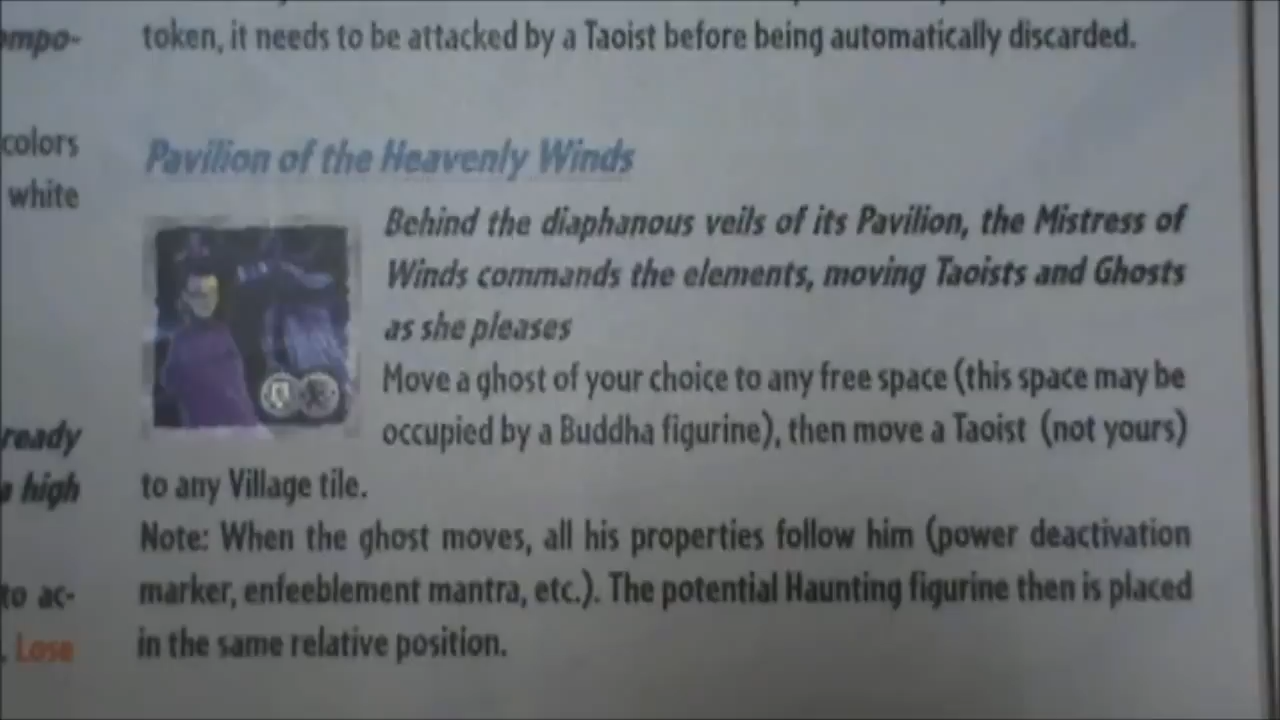 ready
a high
to ac-
. Lose
colors
white
token, it needs to be attacked by a Taoist before being automatically discarded.
Pavilion of the Heavenly Winds
Behind the diaphanous veils of its Pavilion, the Mistress of
Winds commands the elements, moving Taoists and Ghosts
as she pleases
Move a ghost of your choice to any free space (this space may be
occupied by a Buddha figurine), then move a Taoist (not yours)
to any Village tile.
Note: When the ghost moves, all his properties follow him (power deactivation
marker, enfeeblement mantra, etc.). The potential Haunting figurine then is placed
in the same relative position.